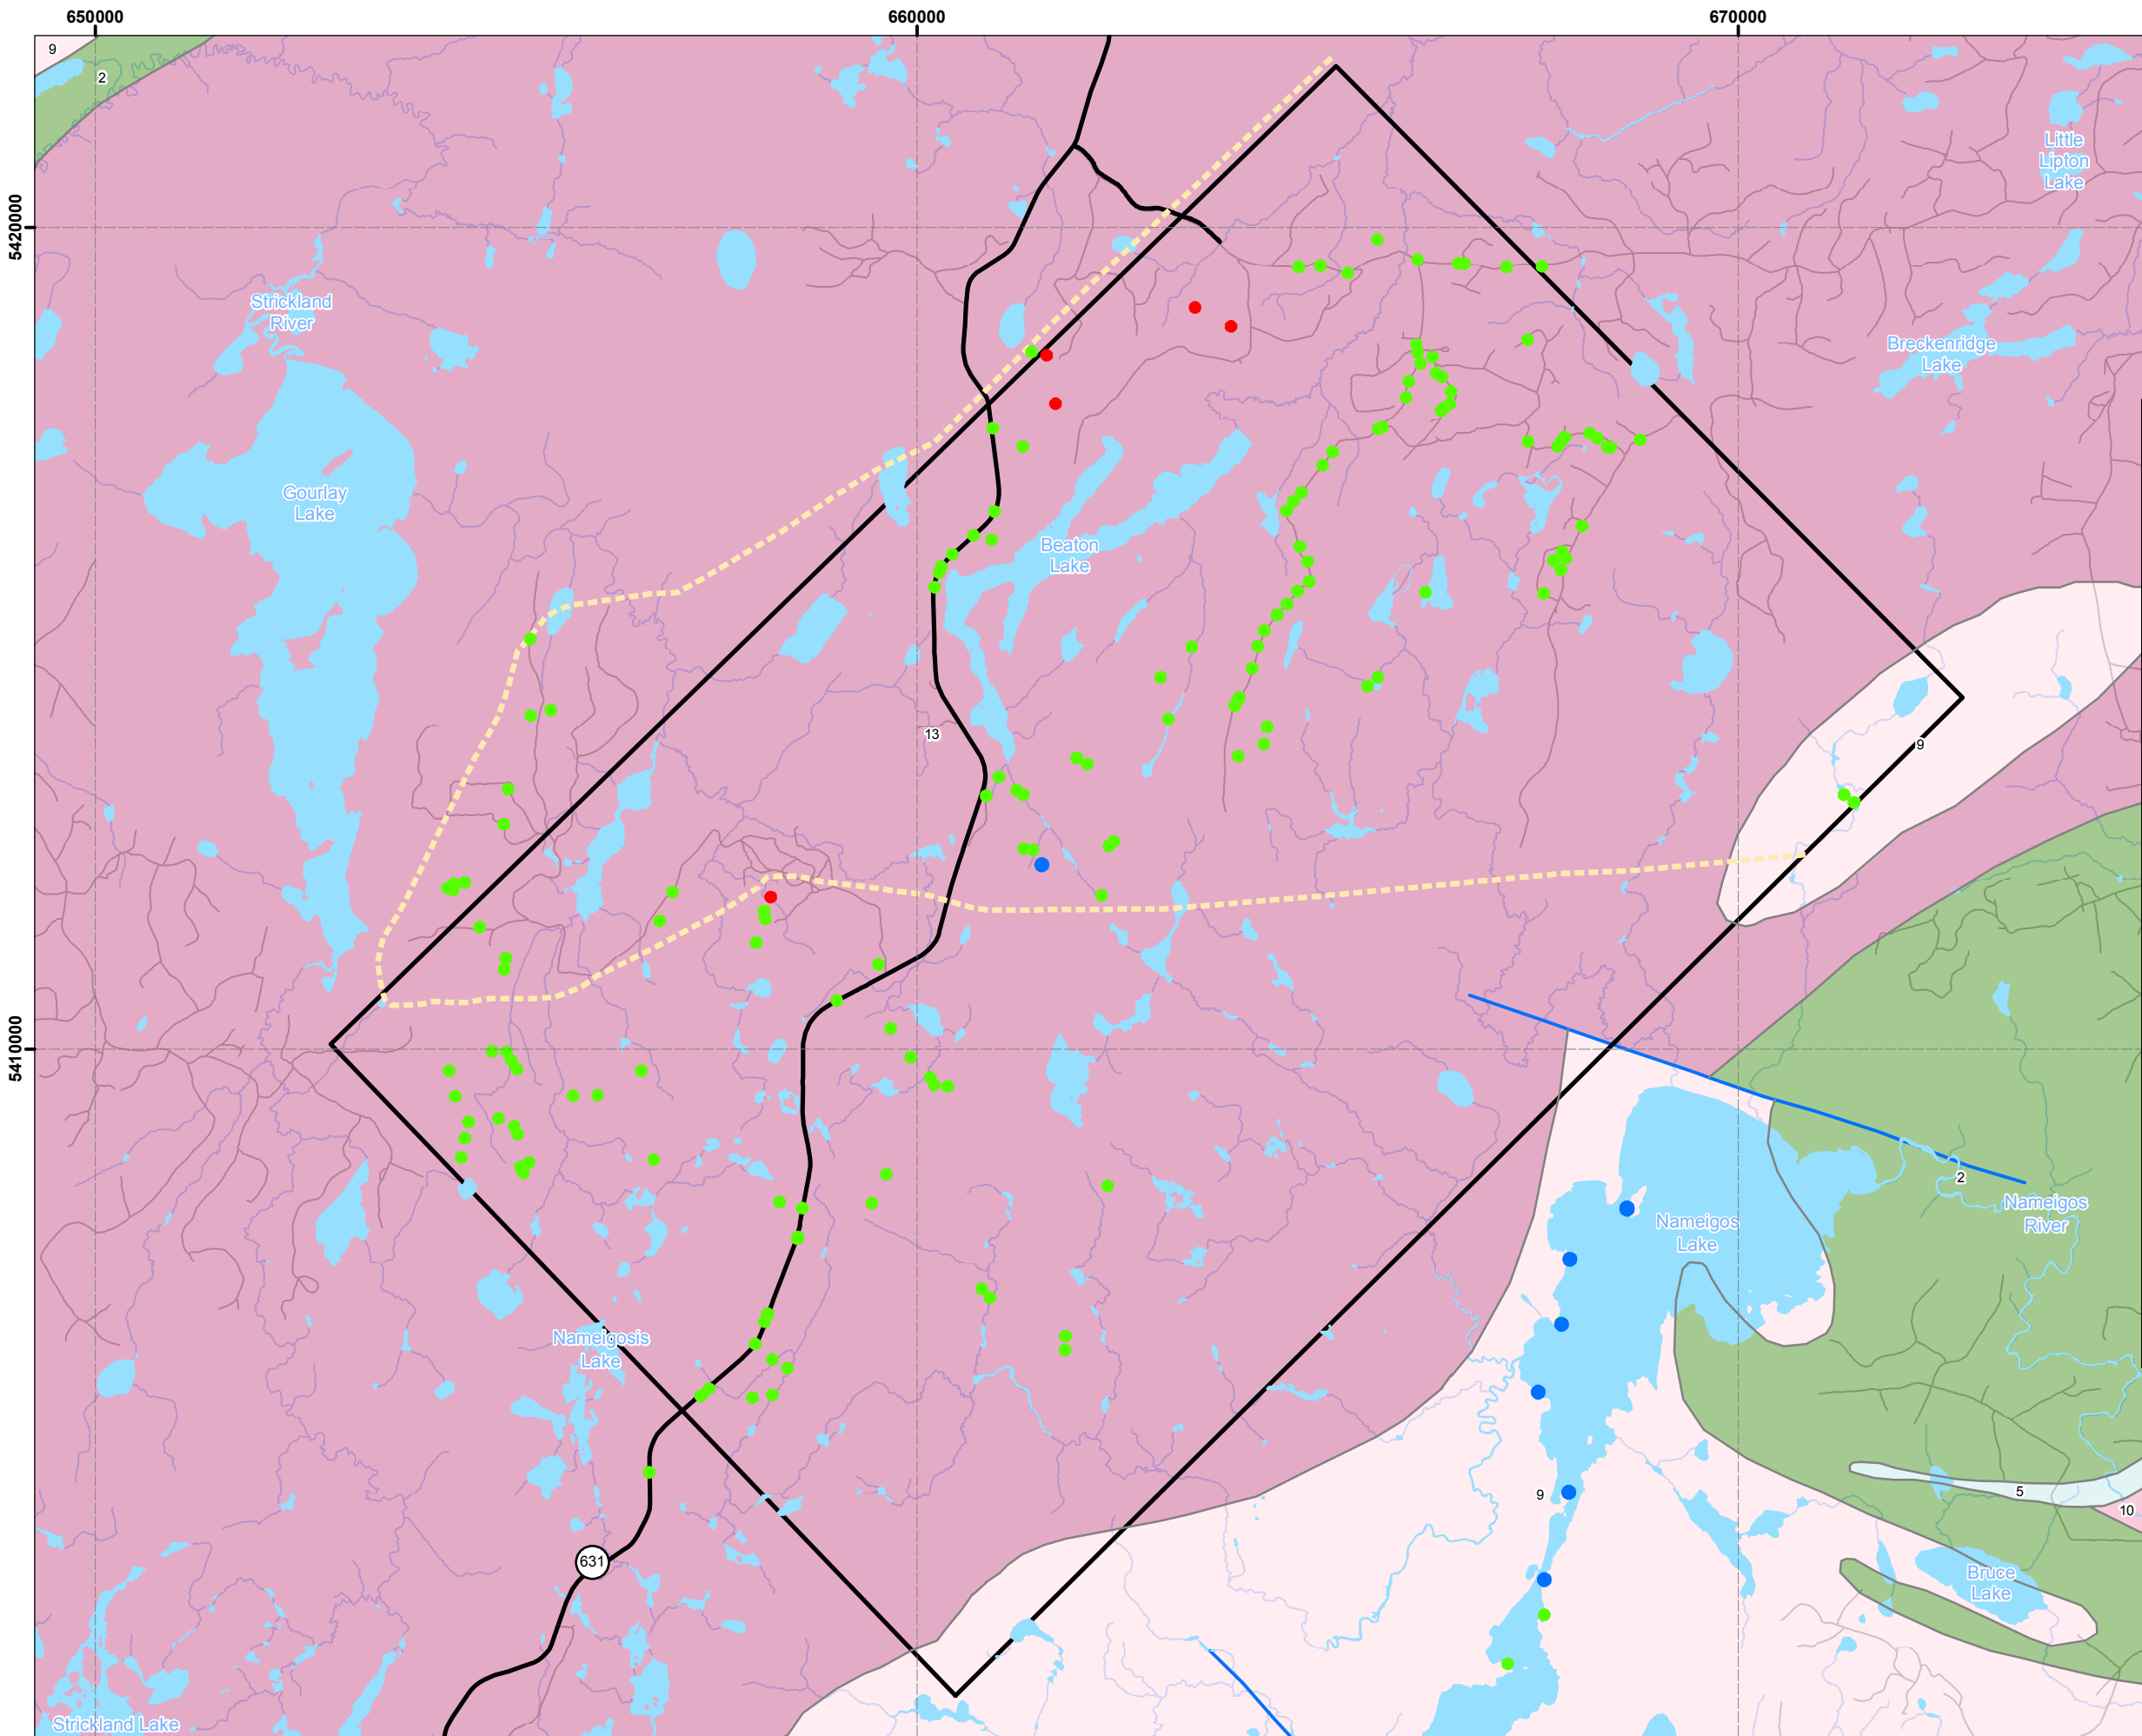 650000
660000
670000
9
2
Little
Lipton
Lake
5420000
Strickland
River
Breckenridge
Lake
Gourlay
Lake
Beaton
Lake
13
9
5410000
2
Nameigos
River
Nameigos
Lake
Nameigosis
Lake
9
5
10
631
Bruce
Lake
Strickland Lake